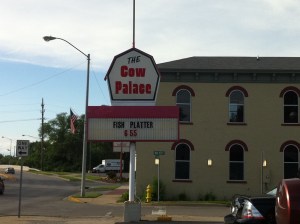 THE
Cow
Palace
FISH PLATTER
6 55